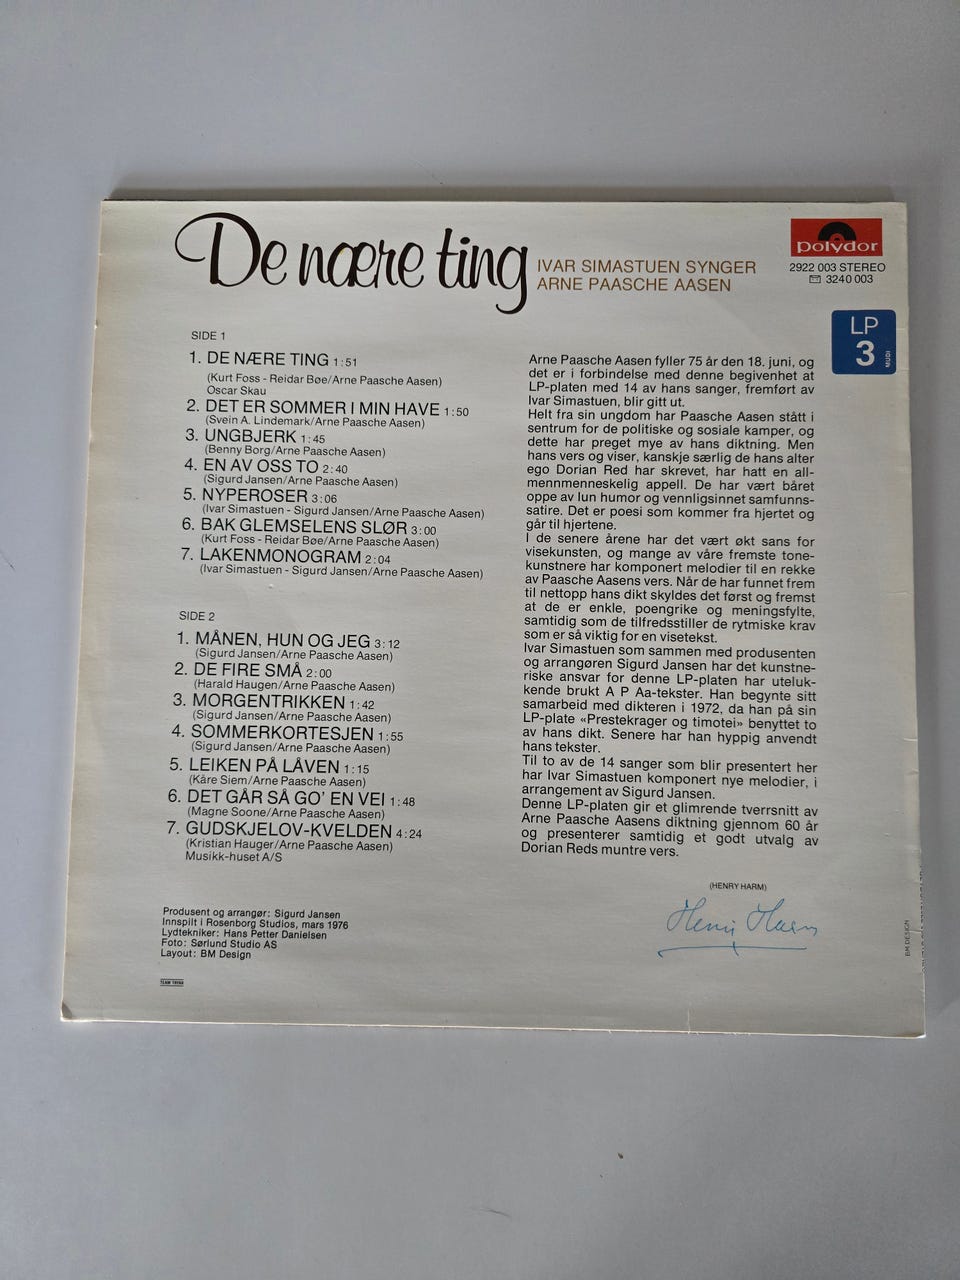 De nære ting
IVAR SIMASTUEN SYNGER
ARNE PAASCHE AASEN
polydor
2922 003 STEREO
3240 003
LP
3
MUDI
SIDE 1
1. DE NÆRE TING 1:51
(Kurt Foss - Reidar Bøe/Arne Paasche Aasen)
Oscar Skau
2. DET ER SOMMER I MIN HAVE 1:50
(Svein A. Lindemark/Arne Paasche Aasen)
3. UNGBJERK 1:45
(Benny Borg/Arne Paasche Aasen)
4. EN AV OSS TO 2:40
(Sigurd Jansen/Arne Paasche Aasen)
5. NYPEROSER 3:06
(Ivar Simastuen - Sigurd Jansen/Arne Paasche Aasen)
6. BAK GLEMSELENS SLØR 3:00
(Kurt Foss - Reidar Bøe/Arne Paasche Aasen)
7. LAKENMONOGRAM 2:04
(Ivar Simastuen - Sigurd Jansen/Arne Paasche Aasen)
SIDE 2
1. MÅNEN, HUN OG JEG 3:12
(Sigurd Jansen/Arne Paasche Aasen)
2. DE FIRE SMÅ 2:00
(Harald Haugen/Arne Paasche Aasen)
3. MORGENTRIKKEN 1:42
(Sigurd Jansen/Arne Paasche Aasen)
4. SOMMERKORTESJEN 1:55
(Sigurd Jansen/Arne Paasche Aasen)
5. LEIKEN PÅ LÅVEN 1:15
(Kåre Siem/Arne Paasche Aasen)
6. DET GÅR SÅ GO' EN VEI 1:48
(Magne Soone/Arne Paasche Aasen)
7. GUDSKJELOV-KVELDEN 4:24
(Kristian Hauger/Arne Paasche Aasen)
Musikk-huset A/S
Produsent og arrangør: Sigurd Jansen
Innspilt i Rosenborg Studios, mars 1976
Lydtekniker: Hans Petter Danielsen
Foto: Sørlund Studio AS
Layout: BM Design
Arne Paasche Aasen fyller 75 år den 18. juni, og
det er i forbindelse med denne begivenhet at
LP-platen med 14 av hans sanger, fremført av
Ivar Simastuen, blir gitt ut.
Helt fra sin ungdom har Paasche Aasen stått i
sentrum for de politiske og sosiale kamper, og
dette har preget mye av hans diktning. Men
hans vers og viser, kanskje særlig de hans alter
ego Dorian Red har skrevet, har hatt en all-
mennmenneskelig appell. De har vært båret
oppe av lun humor og vennligsinnet samfunns-
satire. Det er poesi som kommer fra hjertet og
går til hjertene.
I de senere årene har det vært økt sans for
visekunsten, og mange av våre fremste tone-
kunstnere har komponert melodier til en rekke
av Paasche Aasens vers. Når de har funnet frem
til nettopp hans dikt skyldes det først og fremst
at de er enkle, poengrike og meningsfylte,
samtidig som de tilfredsstiller de rytmiske krav
som er så viktig for en visetekst.
Ivar Simastuen som sammen med produsenten
og arrangøren Sigurd Jansen har det kunstne-
riske ansvar for denne LP-platen har uteluk-
kende brukt A P Aa-tekster. Han begynte sitt
samarbeid med dikteren i 1972, da han på sin
LP-plate «Prestekrager og timotei» benyttet to
av hans dikt. Senere har han hyppig anvendt
hans tekster.
Til to av de 14 sanger som blir presentert her
har Ivar Simastuen komponert nye melodier, i
arrangement av Sigurd Jansen.
Denne LP-platen gir et glimrende tverrsnitt av
Arne Paasche Aasens diktning gjennom 60 år
og presenterer samtidig et godt utvalg av
Dorian Reds muntre vers.
(HENRY HARM)
Henry Harm
BM DESIGN